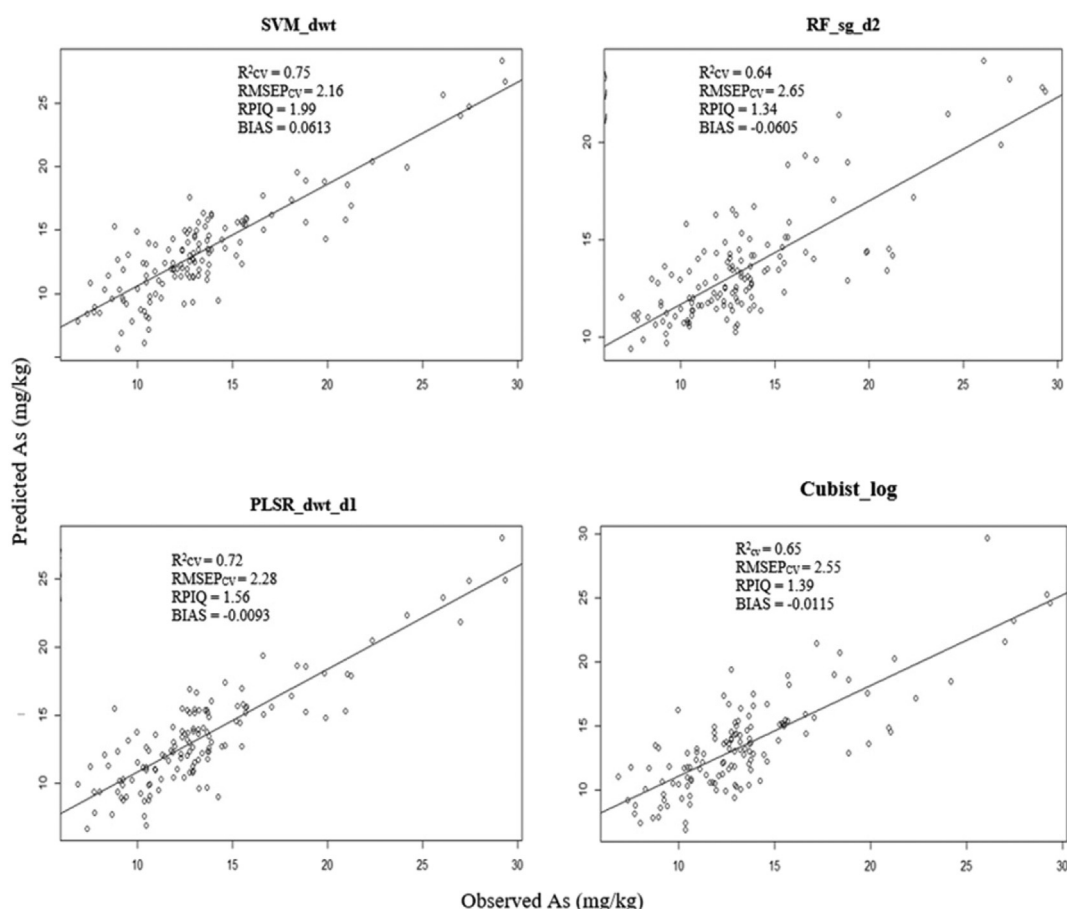 SVM_dwt
R²CV = 0.75
RMSEPCV = 2.16
RPIQ = 1.99
BIAS 0.0613
25
20
15
10
10 15 20 25 30
RF_sg_d2
R²CV = 0.64
RMSEPCV = 2.65
RPIQ = 1.34
BIAS = -0.0605
20
15
10
10 15 20 25 30
Predicted As (mg/kg)
PLSR_dwt_d1
R²CV = 0.72
RMSEPCV = 2.28
RPIQ = 1.56
BIAS = -0.0093
25
20
15
10
10 15 20 25 30
Cubist_log
R²cv = 0.65
RMSEPCV = 2.55
RPIQ = 1.39
BIAS = -0.0115
30
25
20
15
10
10 15 20 25 30
Observed As (mg/kg)